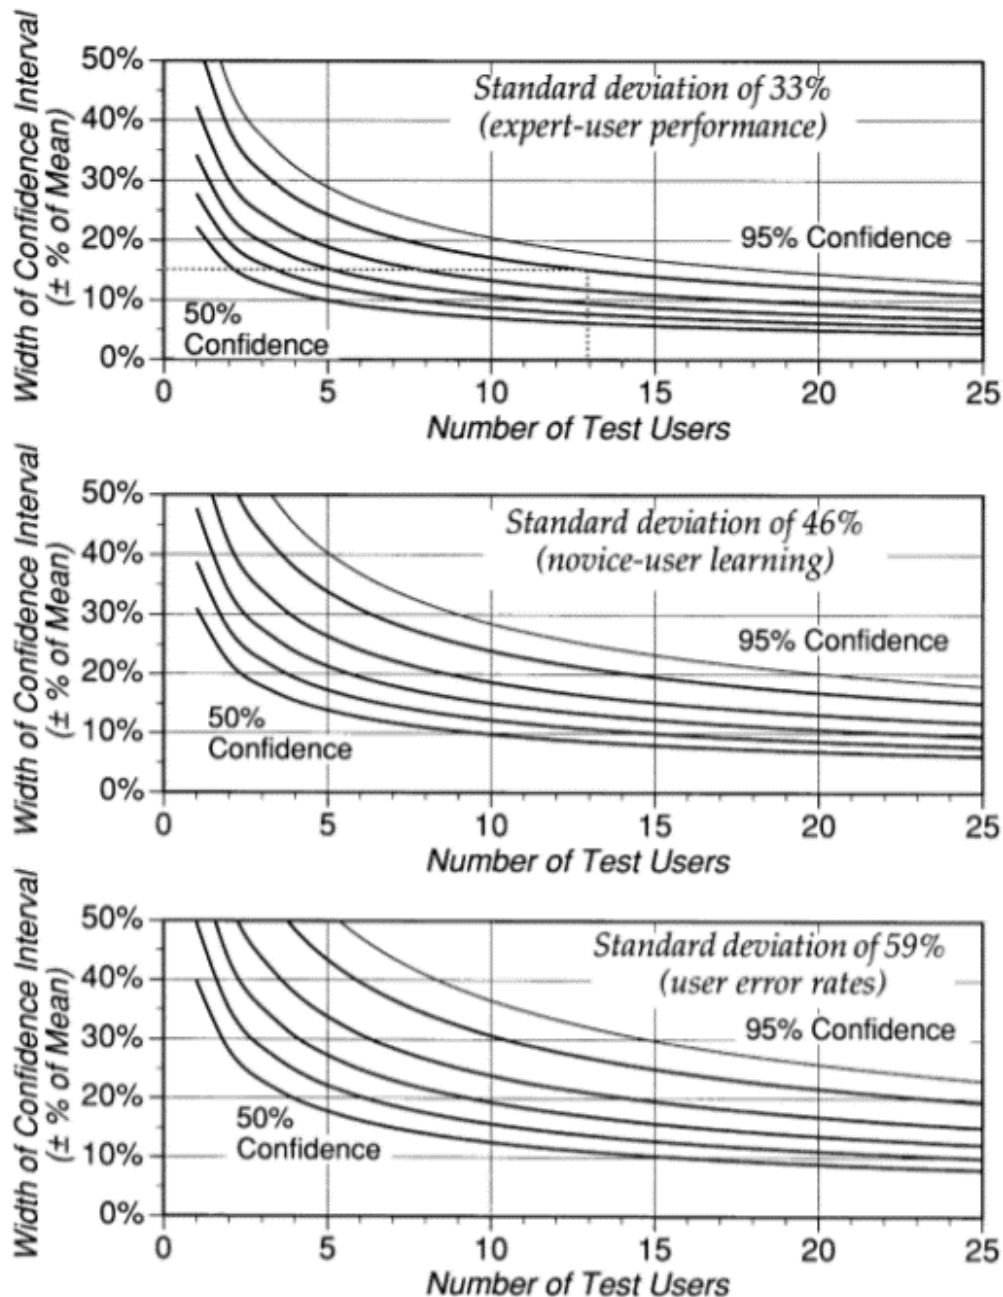 Width of Confidence Interval
(± % of Mean)
50%
40%
30%
20%
10%
0%
Standard deviation of 33%
(expert-user performance)
95% Confidence
50%
Confidence
0
5
10
15
20
25
Number of Test Users
Width of Confidence Interval
(± % of Mean)
50%
40%
30%
20%
10%
0%
Standard deviation of 46%
(novice-user learning)
95% Confidence
50%
Confidence
0
5
10
15
20
25
Number of Test Users
Width of Confidence Interval
(± % of Mean)
50%
40%
30%
20%
10%
0%
Standard deviation of 59%
(user error rates)
95% Confidence
50%
Confidence
0
5
10
15
20
25
Number of Test Users